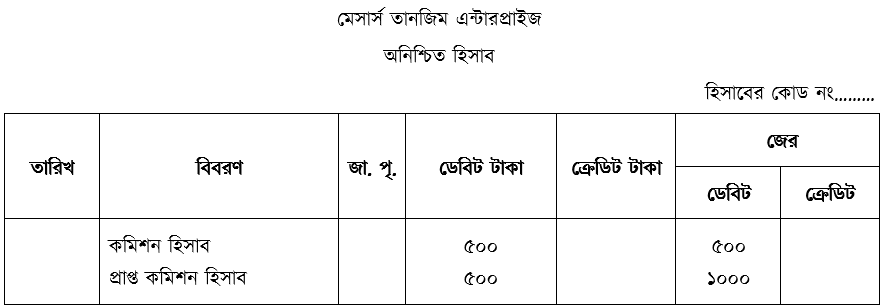 মেসার্স তানজিম এন্টারপ্রাইজ
অনিশ্চিত হিসাব
হিসাবের কোড নং.........
তারিখ বিবরণ জা. পৃ. ডেবিট টাকা ক্রেডিট টাকা জের
ডেবিট ক্রেডিট
কমিশন হিসাব ৫০০ ৫০০
প্রাপ্ত কমিশন হিসাব ৫০০ ১০০০